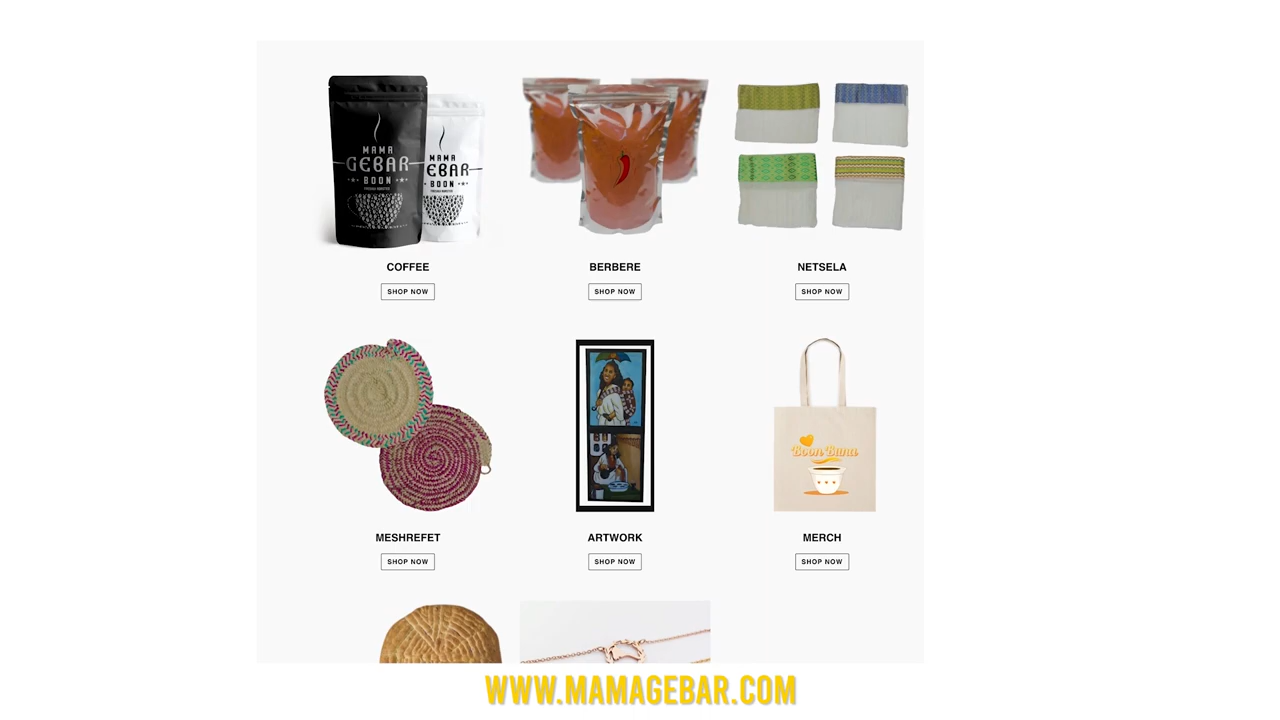 MAMA
GEBAR
BOON
MAMA
EBAR
BOON
COFFEE
BERBERE
NETSELA
SHOP NOW
SHOP NOW
SHOP NOW
Boon Buna
MESHREFET
ARTWORK
MERCH
SHOP NOW
SHOP NOW
SHOP NOW
WWW.MAMAGEBAR.COM